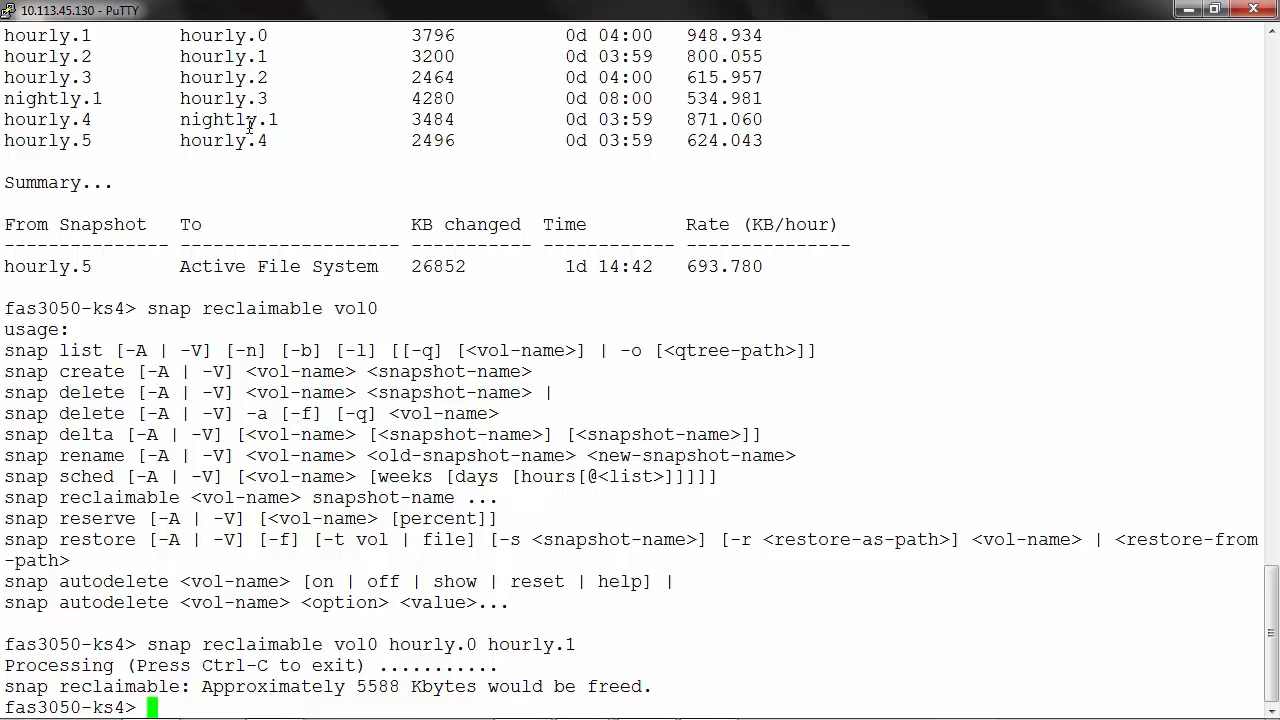 10.113.45.130 - PuTTY
hourly.1 hourly.0 3796 0d 04:00 948.934
hourly.2 hourly.1 3200 0d 03:59 800.055
hourly.3 hourly.2 2464 0d 04:00 615.957
nightly.1 hourly.3 4280 0d 08:00 534.981
hourly.4 nightly.1 3484 0d 03:59 871.060
hourly.5 hourly.4 2496 0d 03:59 624.043
Summary...
From Snapshot To KB changed Time Rate (KB/hour)
--------------- -------------------- ----------- ------------ ---------------
hourly.5 Active File System 26852 1d 14:42 693.780
fas3050-ks4> snap reclaimable vol0
usage:
snap list [-A | -V] [-n] [-b] [-l] [[-q] [<vol-name>] | -o [<qtree-path>]]
snap create [-A | -V] <vol-name> <snapshot-name>
snap delete [-A | -V] <vol-name> <snapshot-name> |
snap delete [-A | -V] -a [-f] [-q] <vol-name>
snap delta [-A | -V] [<vol-name> [<snapshot-name>] [<snapshot-name>]]
snap rename [-A | -V] <vol-name> <old-snapshot-name> <new-snapshot-name>
snap sched [-A | -V] [<vol-name> [weeks [days [hours[@<list>]]]]]
snap reclaimable <vol-name> snapshot-name ...
snap reserve [-A | -V] [<vol-name> [percent]]
snap restore [-A | -V] [-f] [-t vol | file] [-s <snapshot-name>] [-r <restore-as-path>] <vol-name> | <restore-from
-path>
snap autodelete <vol-name> [on | off | show | reset | help] |
snap autodelete <vol-name> <option> <value>...
fas3050-ks4> snap reclaimable vol0 hourly.0 hourly.1
Processing (Press Ctrl-C to exit) ...........
snap reclaimable: Approximately 5588 Kbytes would be freed.
fas3050-ks4>